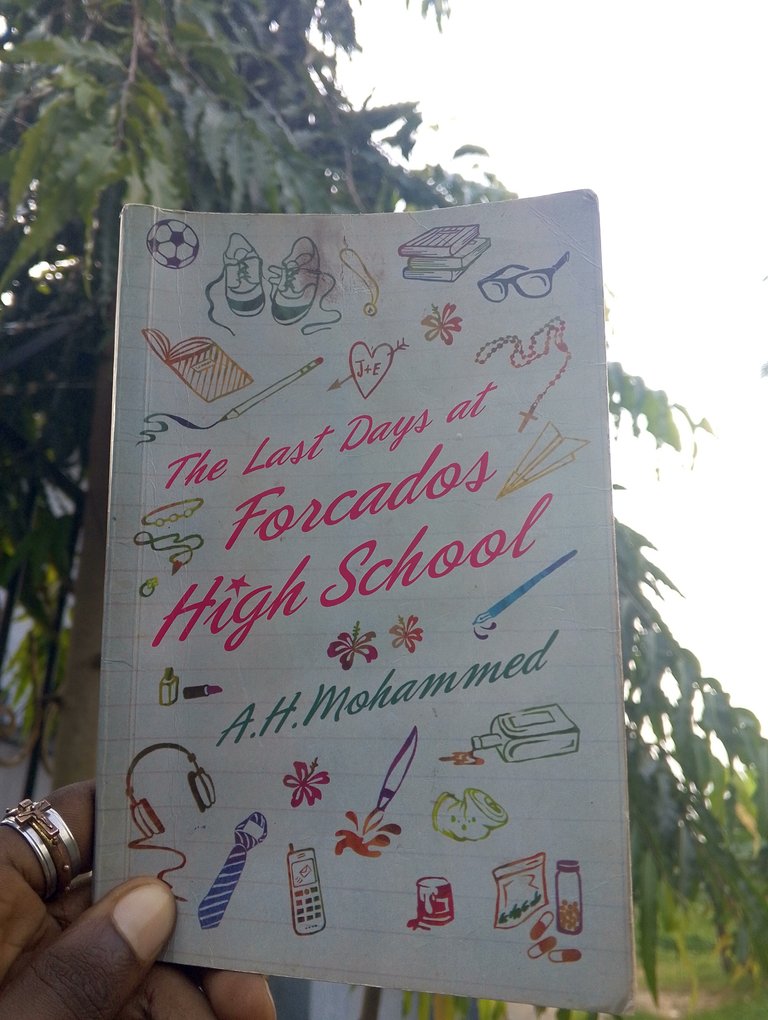 J+E
The Last Days at
Forcados
High School
A.H. Mohammed